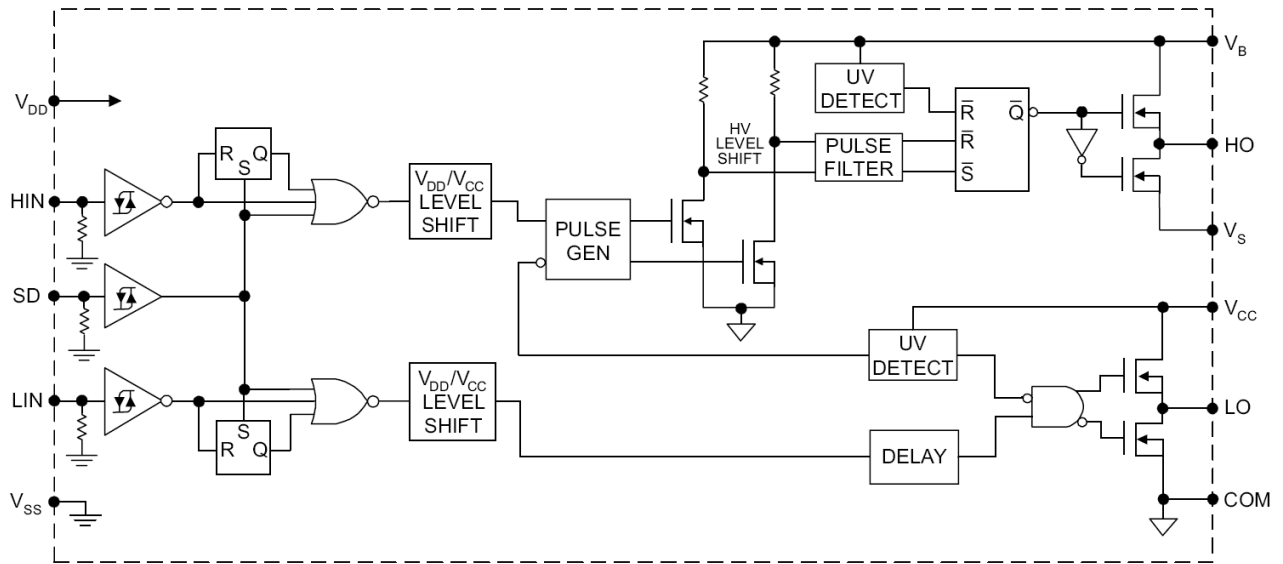 V_B
UV
DETECT
V_DD
R̅
Q̅
HV
LEVEL
SHIFT
R̅
PULSE
FILTER
HO
R
Q
S
S̅
V_DD/V_CC
LEVEL
SHIFT
HIN
PULSE
GEN
V_S
SD
V_CC
UV
DETECT
V_DD/V_CC
LEVEL
SHIFT
LIN
LO
S
R
Q
DELAY
V_SS
COM